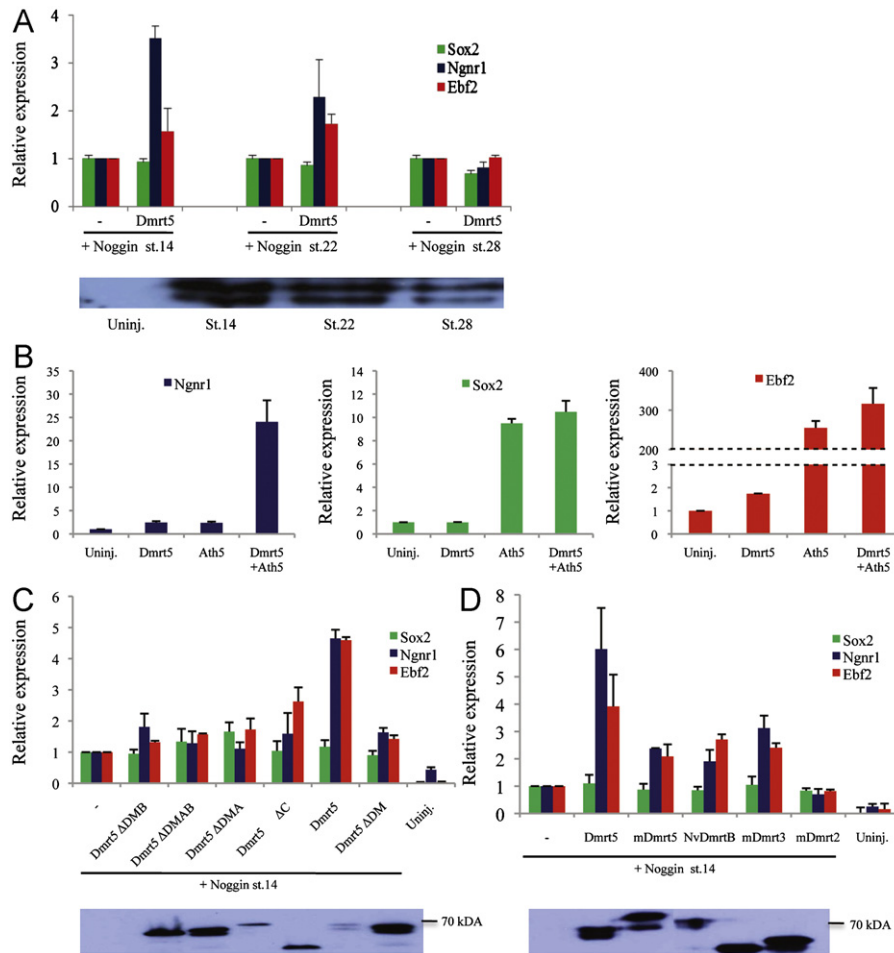 A
Relative expression
4
3
2
1
0
Sox2
Ngnr1
Ebf2
- Dmrt5 - Dmrt5 - Dmrt5
+ Noggin st.14 + Noggin st.22 + Noggin st.28
Uninj. St.14 St.22 St.28
B
Relative expression
35
30
25
20
15
10
5
0
Ngnr1
Uninj. Dmrt5 Ath5 Dmrt5
+Ath5
Relative expression
14
12
10
8
6
4
2
0
Sox2
Uninj. Dmrt5 Ath5 Dmrt5
+Ath5
Relative expression
400
300
200
3
2
1
0
Ebf2
Uninj. Dmrt5 Ath5 Dmrt5
+Ath5
C
Relative expression
6
5
4
3
2
1
0
Sox2
Ngnr1
Ebf2
-
Dmrt5 ΔDMB
Dmrt5 ΔDMAB
Dmrt5 ΔDMA
Dmrt5 ΔC
Dmrt5
Dmrt5 ΔDM
Uninj.
+ Noggin st.14
70 kDA
D
Relative expression
8
7
6
5
4
3
2
1
0
Sox2
Ngnr1
Ebf2
- Dmrt5 mDmrt5 NvDmrtB mDmrt3 mDmrt2 Uninj.
+ Noggin st.14
70 kDA